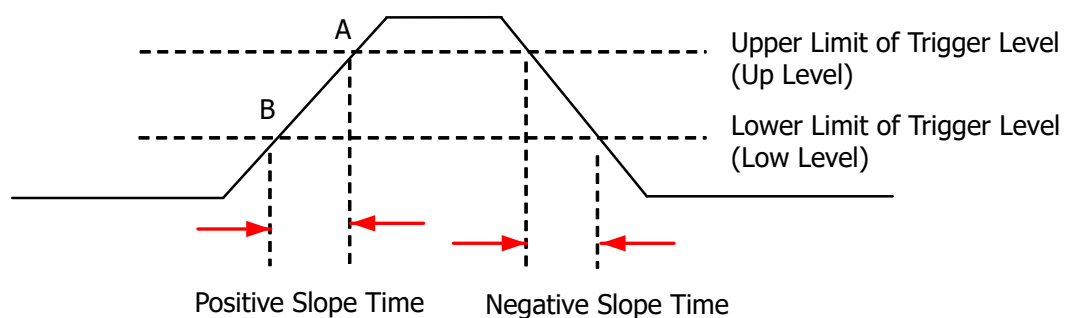 A
Upper Limit of Trigger Level
(Up Level)
B
Lower Limit of Trigger Level
(Low Level)
Positive Slope Time
Negative Slope Time